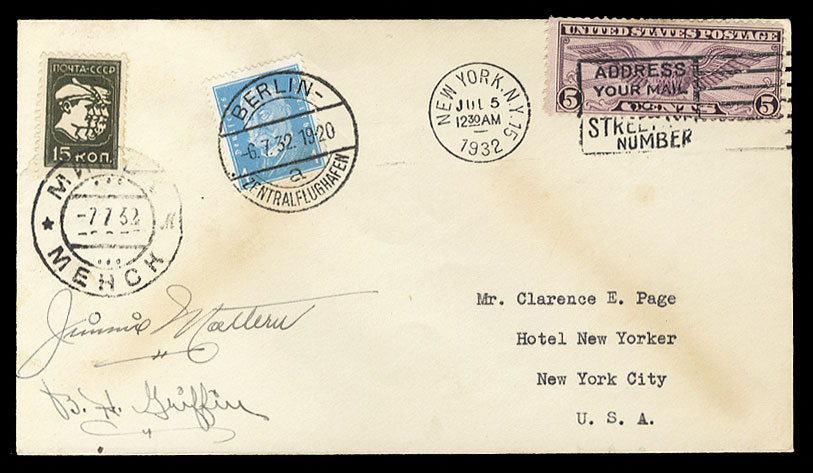 ПОЧТА-СССР
15 КОП.
-7.7.32
МЕНСК
BERLIN-
-6.7.32.19-20
a
ZENTRALFLUGHAFEN
NEW YORK, N.Y. 15
JUL 5
12 30 AM
1932
UNITED STATES POSTAGE
5 CENTS 5
ADDRESS
YOUR MAIL
STREET
NUMBER
Jimmie Mattern
B. H. Griffin
Mr. Clarence E. Page
Hotel New Yorker
New York City
U. S. A.